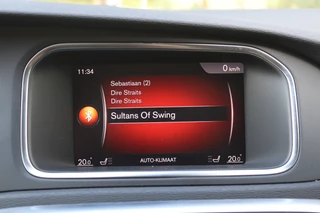 11:34
0 km/h
Sebastiaan (2)
Dire Straits
Dire Straits
Sultans Of Swing
20.0 AUTO-KLIMAAT 20.0